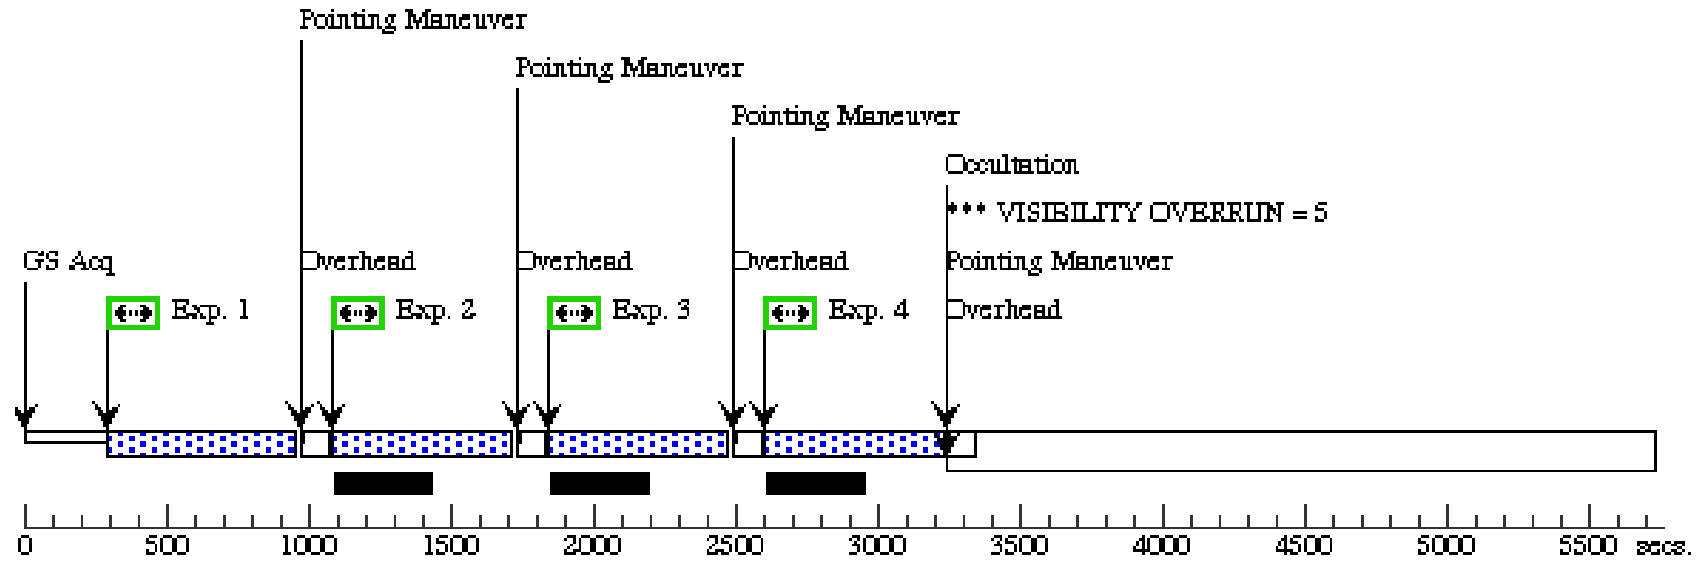 Pointing Maneuver
Pointing Maneuver
Pointing Maneuver
Occultation
*** VISIBILITY OVERRUN = 5
GS Acq Overhead Overhead Overhead Pointing Maneuver
Exp. 1 Exp. 2 Exp. 3 Exp. 4 Overhead
0 500 1000 1500 2000 2500 3000 3500 4000 4500 5000 5500 secs.